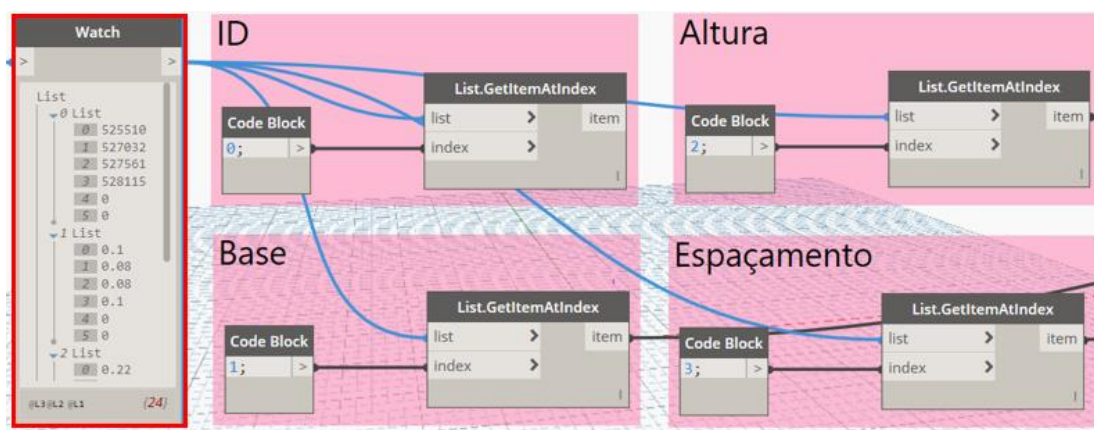 Watch
>
>
List
0 List
0 525510
1 527032
2 527561
3 528115
4 0
5 0
1 List
0 0.1
1 0.08
2 0.08
3 0.1
4 0
5 0
2 List
0 0.22
@L3 @L2 @L1 {24}
ID
Code Block
0; >
List.GetItemAtIndex
list > item
index >
l
Altura
Code Block
2; >
List.GetItemAtIndex
list > item
index >
l
Base
Code Block
1; >
List.GetItemAtIndex
list > item
index >
l
Espaçamento
Code Block
3; >
List.GetItemAtIndex
list > item
index >
l